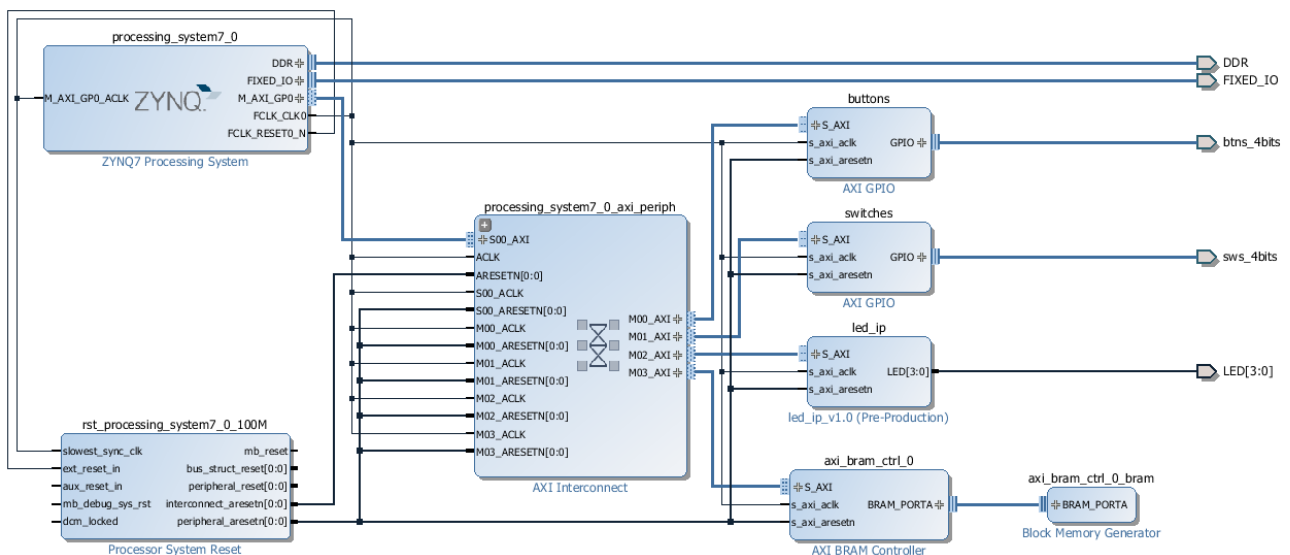 processing_system7_0
DDR
FIXED_IO
M_AXI_GP0_ACLK
ZYNQ
M_AXI_GP0
FCLK_CLK0
FCLK_RESET0_N
ZYNQ7 Processing System
DDR
FIXED_IO
buttons
S_AXI
s_axi_aclk
GPIO
s_axi_aresetn
AXI GPIO
btns_4bits
processing_system7_0_axi_periph
S00_AXI
ACLK
ARESETN[0:0]
S00_ACLK
S00_ARESETN[0:0]
M00_ACLK
M00_ARESETN[0:0]
M01_ACLK
M01_ARESETN[0:0]
M02_ACLK
M02_ARESETN[0:0]
M03_ACLK
M03_ARESETN[0:0]
M00_AXI
M01_AXI
M02_AXI
M03_AXI
AXI Interconnect
switches
S_AXI
s_axi_aclk
GPIO
s_axi_aresetn
AXI GPIO
sws_4bits
led_ip
S_AXI
s_axi_aclk
LED[3:0]
s_axi_aresetn
led_ip_v1.0 (Pre-Production)
LED[3:0]
rst_processing_system7_0_100M
slowest_sync_clk
ext_reset_in
aux_reset_in
mb_debug_sys_rst
dcm_locked
mb_reset
bus_struct_reset[0:0]
peripheral_reset[0:0]
interconnect_aresetn[0:0]
peripheral_aresetn[0:0]
Processor System Reset
axi_bram_ctrl_0
S_AXI
s_axi_aclk
BRAM_PORTA
s_axi_aresetn
AXI BRAM Controller
axi_bram_ctrl_0_bram
BRAM_PORTA
Block Memory Generator